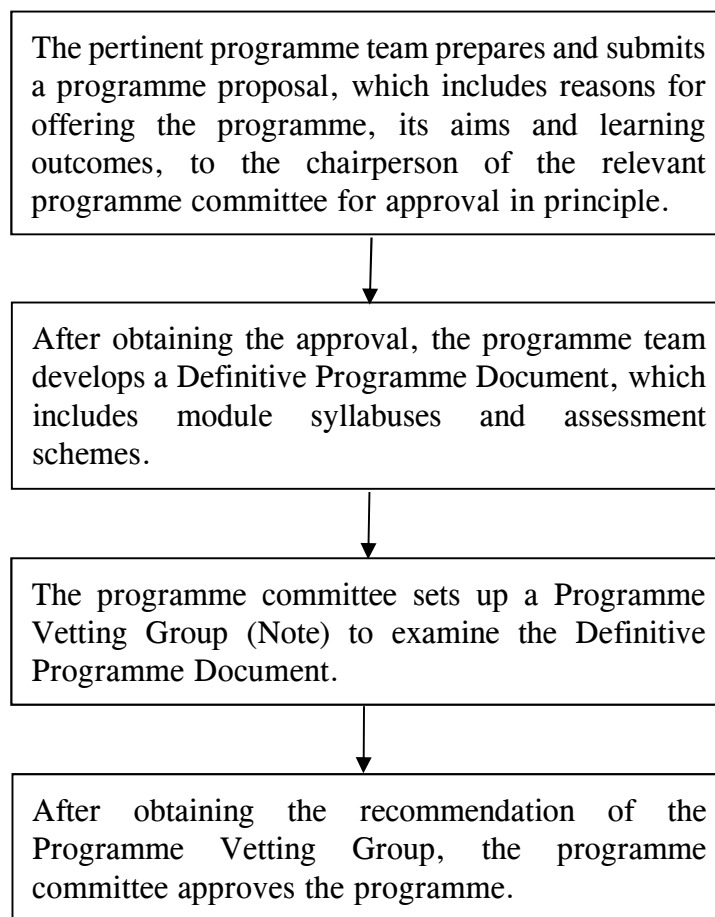 The pertinent programme team prepares and submits
a programme proposal, which includes reasons for
offering the programme, its aims and learning
outcomes, to the chairperson of the relevant
programme committee for approval in principle.
After obtaining the approval, the programme team
develops a Definitive Programme Document, which
includes module syllabuses and assessment
schemes.
The programme committee sets up a Programme
Vetting Group (Note) to examine the Definitive
Programme Document.
After obtaining the recommendation of the
Programme Vetting Group, the programme
committee approves the programme.